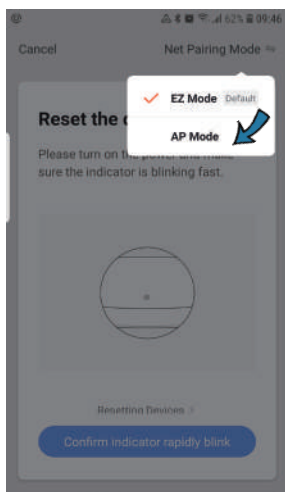 62% 09:46
Cancel Net Pairing Mode
EZ Mode Default
AP Mode
Reset the
Please turn on the power and make
sure the indicator is blinking fast.
Resetting Devices >
Confirm indicator rapidly blink